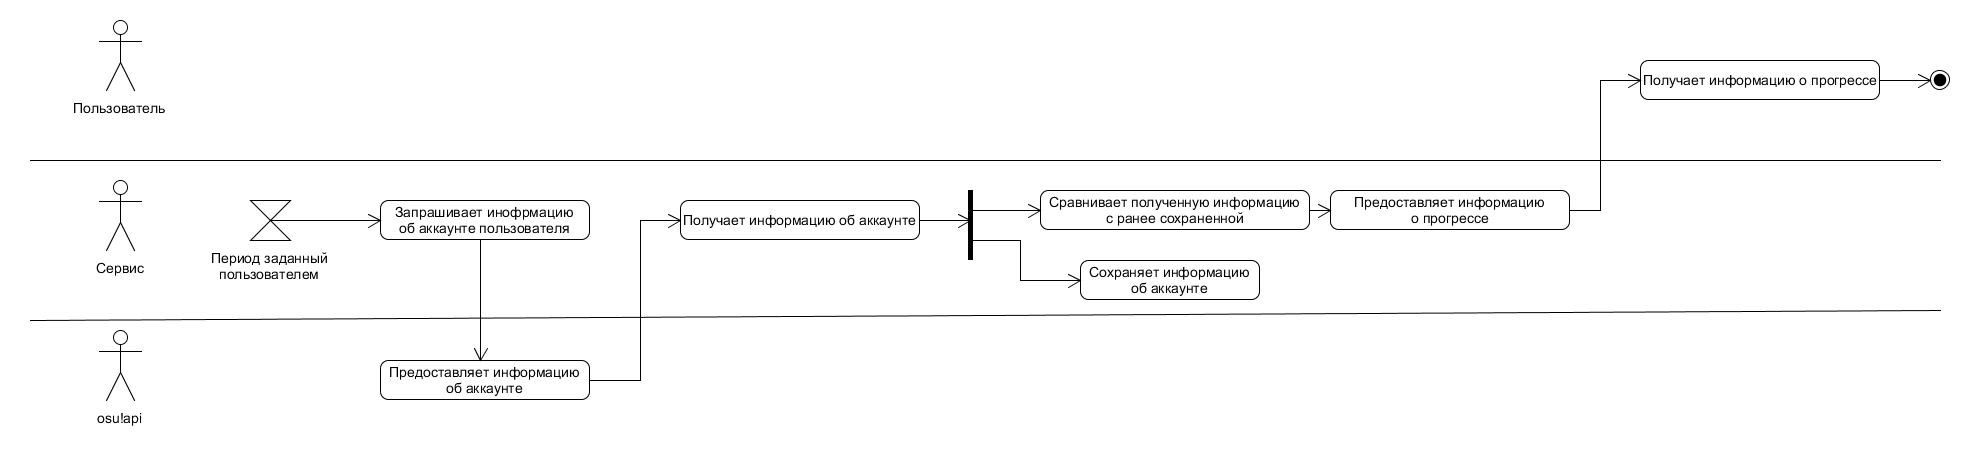 Пользователь
Получает информацию о прогрессе
Сервис
Период заданный
пользователем
Запрашивает инофрмацию
об аккаунте пользователя
Получает информацию об аккаунте
Сравнивает полученную информацию
с ранее сохраненной
Предоставляет информацию
о прогрессе
Сохраняет информацию
об аккаунте
osu!api
Предоставляет информацию
об аккаунте